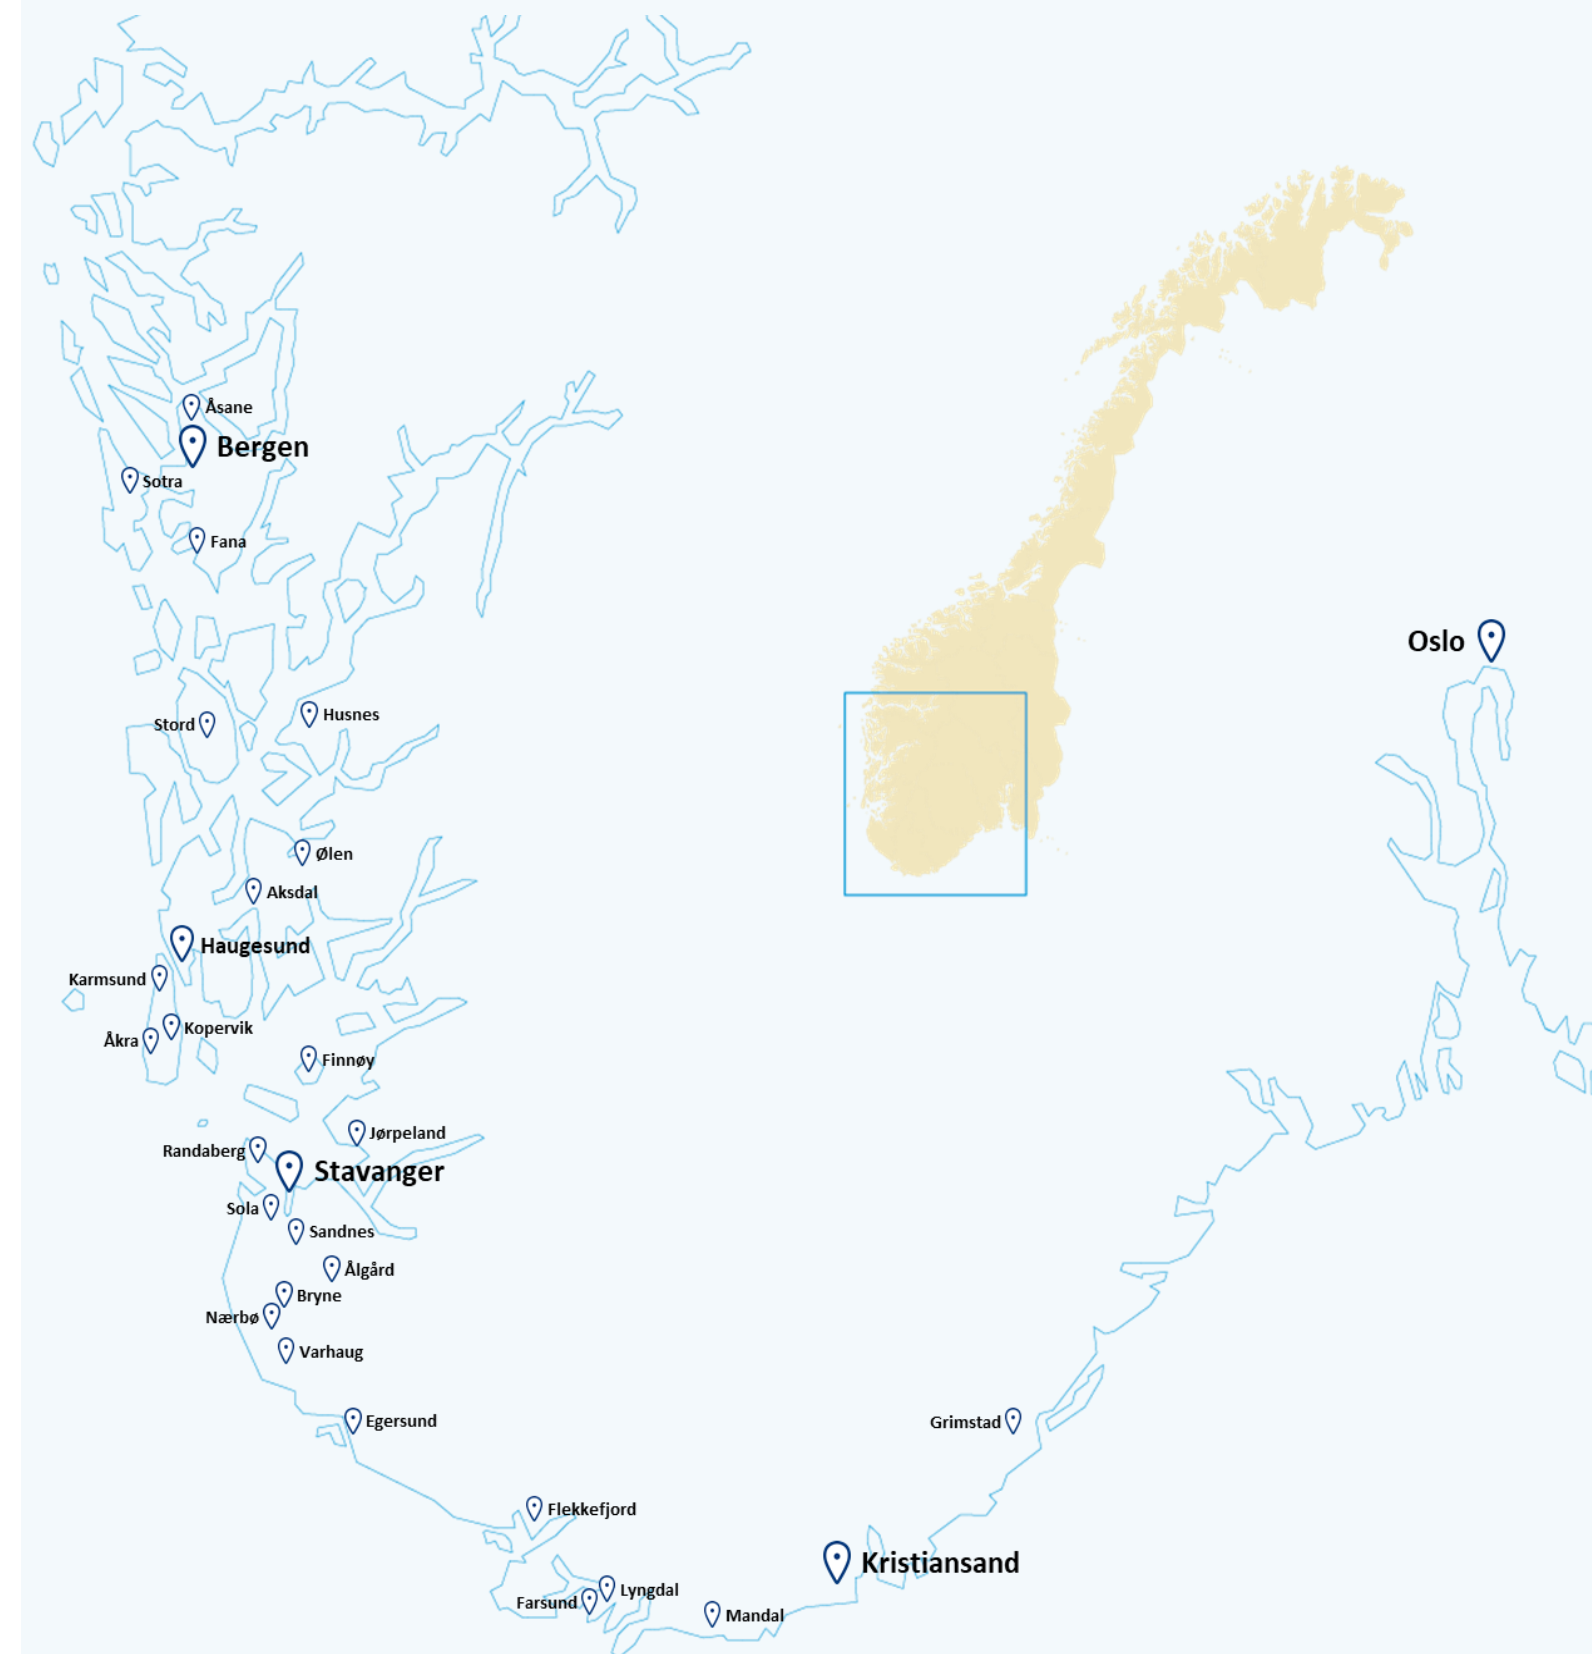 Åsane
Bergen
Sotra
Fana
Oslo
Stord
Husnes
Ølen
Aksdal
Haugesund
Karmsund
Kopervik
Åkra
Finnøy
Jørpeland
Randaberg
Stavanger
Sola
Sandnes
Ålgård
Bryne
Nærbø
Varhaug
Egersund
Grimstad
Flekkefjord
Kristiansand
Lyngdal
Farsund
Mandal